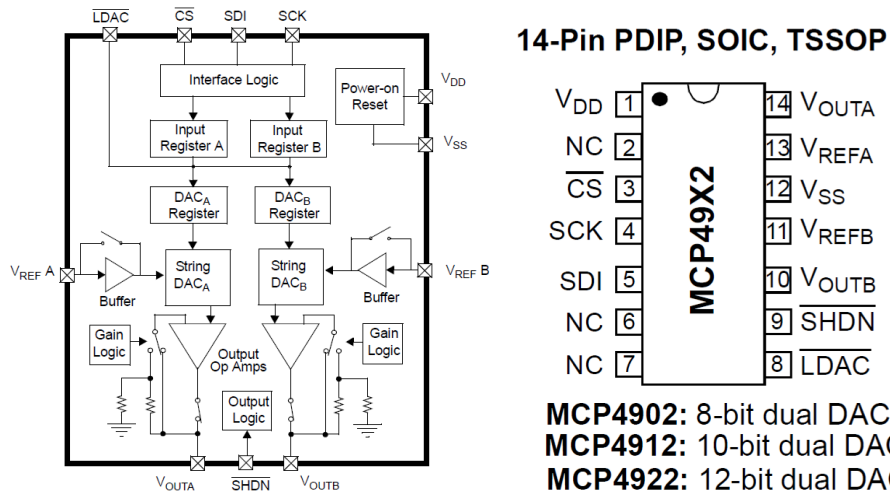 LDAC CS SDI SCK
Interface Logic
Power-on
Reset
VDD
VSS
Input
Register A
Input
Register B
DACA
Register
DACB
Register
VREF A
Buffer
String
DACA
String
DACB
VREF B
Buffer
Gain
Logic
Output
Op Amps
Gain
Logic
Output
Logic
VOUTA SHDN VOUTB
14-Pin PDIP, SOIC, TSSOP
VDD 1 14 VOUTA
NC 2 13 VREFA
CS 3 12 VSS
SCK 4 11 VREFB
SDI 5 10 VOUTB
NC 6 9 SHDN
NC 7 8 LDAC
MCP49X2
MCP4902: 8-bit dual DAC
MCP4912: 10-bit dual DAC
MCP4922: 12-bit dual DAC